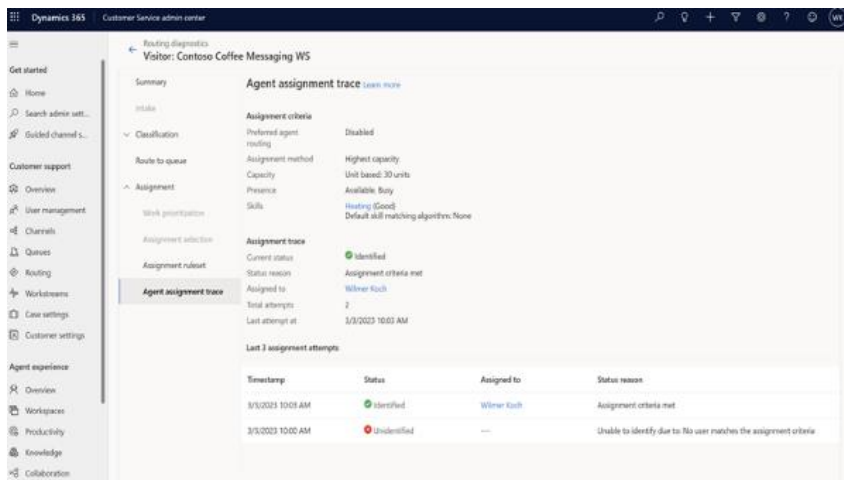 Dynamics 365 Customer Service admin center
WK
Get started
Home
Search admin sett...
Guided channel s...
Customer support
Overview
User management
Channels
Queues
Routing
Workstreams
Case settings
Customer settings
Agent experience
Overview
Workspaces
Productivity
Knowledge
Collaboration
Routing diagnostics
Visitor: Contoso Coffee Messaging WS
Summary
Intake
Classification
Route to queue
Assignment
Work prioritization
Assignment selection
Assignment ruleset
Agent assignment trace
Agent assignment trace Learn more
Assignment criteria
Preferred agent routing Disabled
Assignment method Highest capacity
Capacity Unit based: 30 units
Presence Available; Busy
Skills Heating (Good)
Default skill matching algorithm: None
Assignment trace
Current status Identified
Status reason Assignment criteria met
Assigned to Wilmer Koch
Total attempts 2
Last attempt at 3/3/2023 10:03 AM
Last 3 assignment attempts
Timestamp Status Assigned to Status reason
3/3/2023 10:03 AM Identified Wilmer Koch Assignment criteria met
3/3/2023 10:00 AM Unidentified --- Unable to identify due to: No user matches the assignment criteria